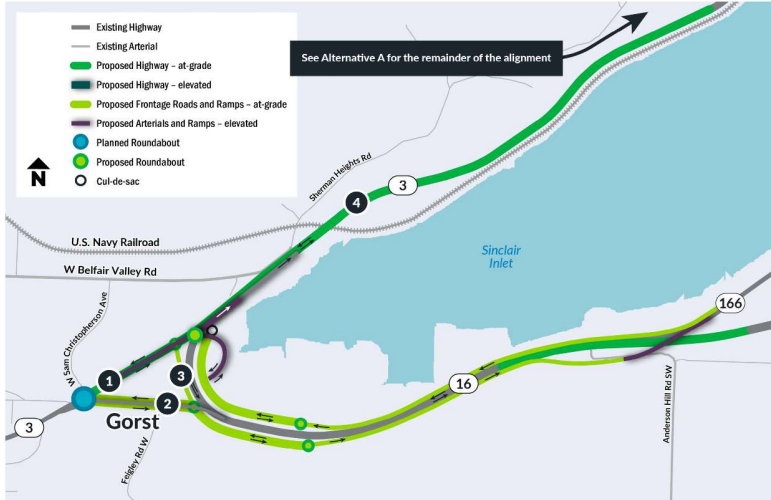 Existing Highway
Existing Arterial
Proposed Highway – at-grade
Proposed Highway – elevated
Proposed Frontage Roads and Ramps – at-grade
Proposed Arterials and Ramps – elevated
Planned Roundabout
Proposed Roundabout
Cul-de-sac
N
See Alternative A for the remainder of the alignment
Sherman Heights Rd
3
4
U.S. Navy Railroad
W Belfair Valley Rd
Sinclair
Inlet
W Sam Christopherson Ave
166
1
3
16
2
Gorst
3
Feigley Rd W
Anderson Hill Rd SW